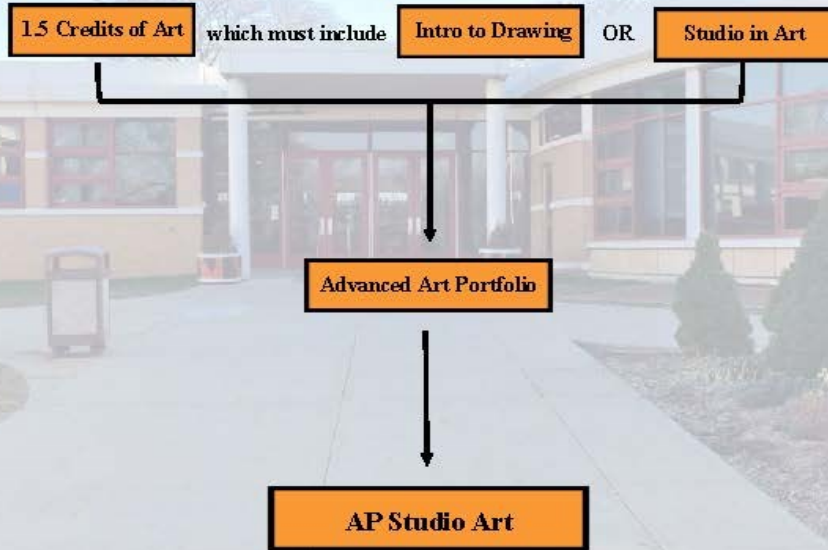 1.5 Credits of Art which must include Intro to Drawing OR Studio in Art
Advanced Art Portfolio
AP Studio Art